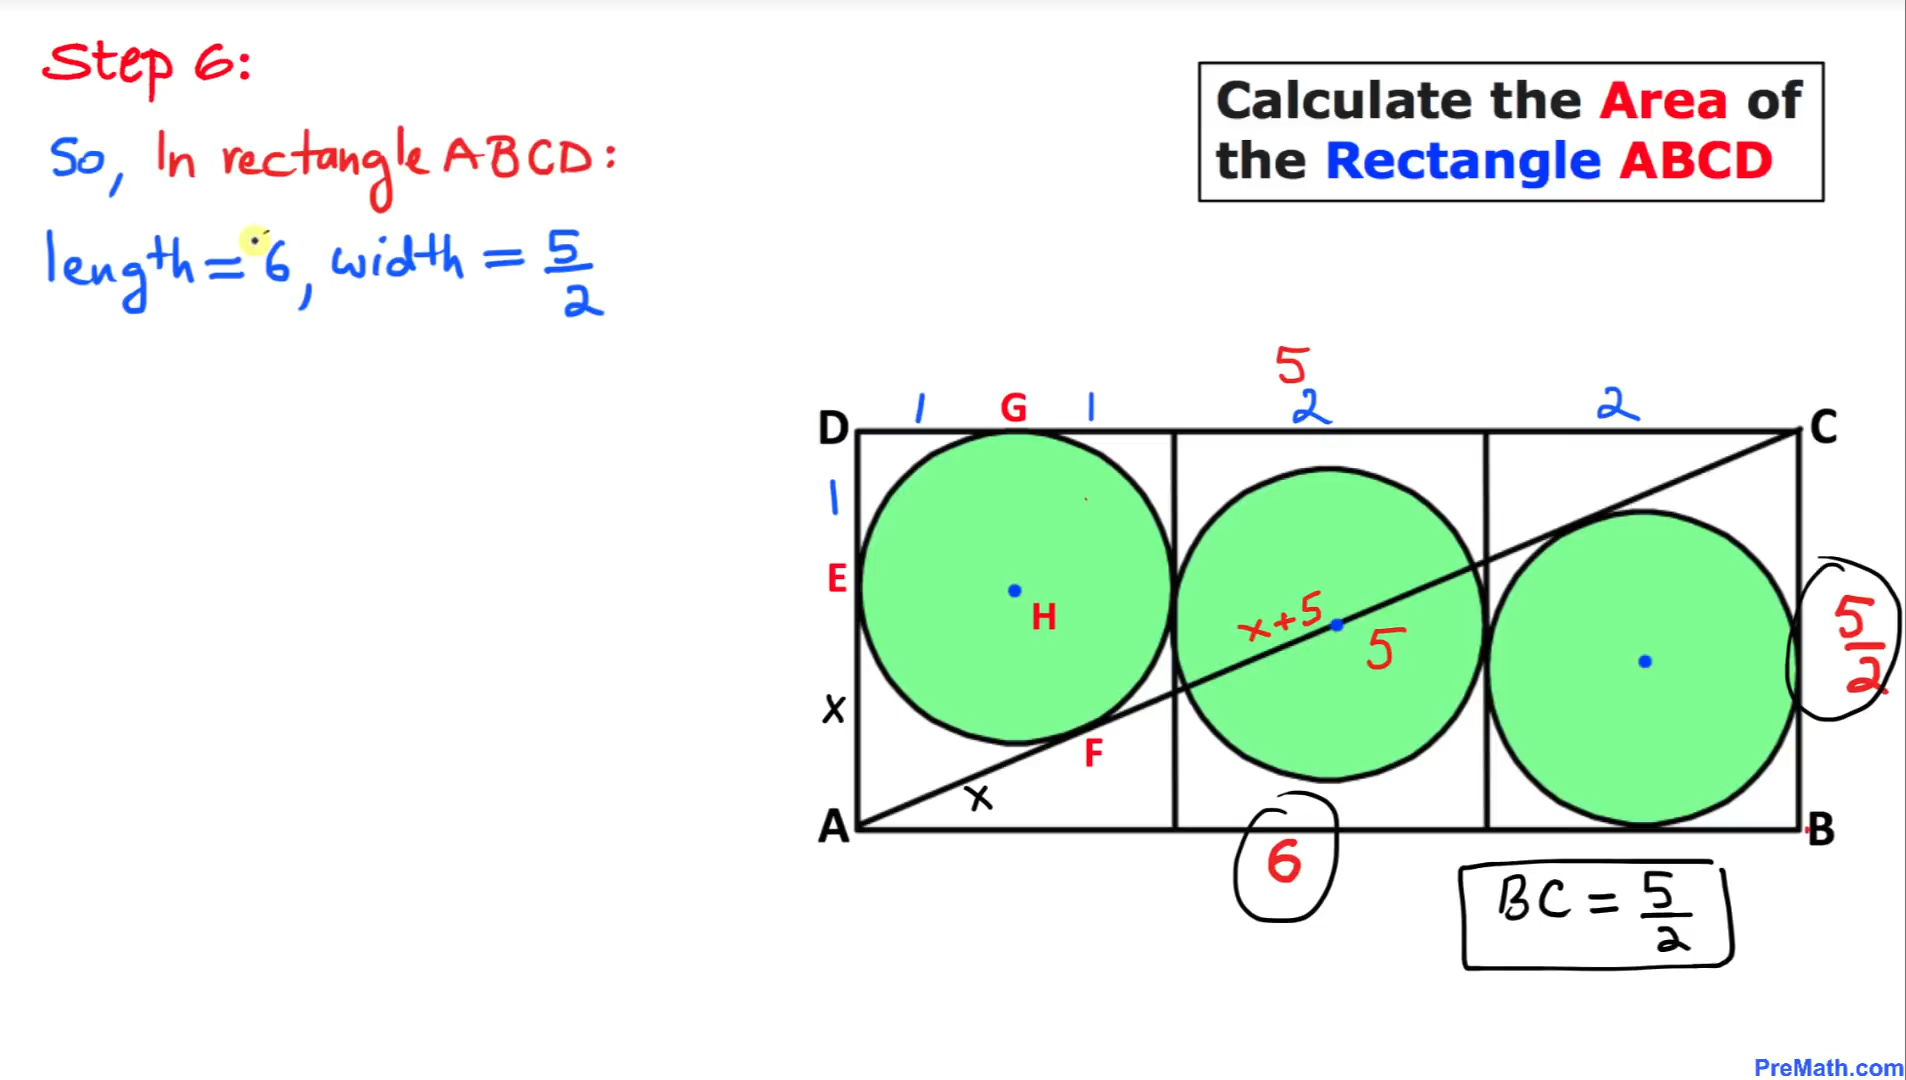 Step 6:
So, In rectangle ABCD:
length = 6, width = 5/2
Calculate the Area of
the Rectangle ABCD
5
D 1 G 1 2 2 C
1
E
H
x+5
5
5/2
x
F
x
A
B
6
BC = 5/2
PreMath.com